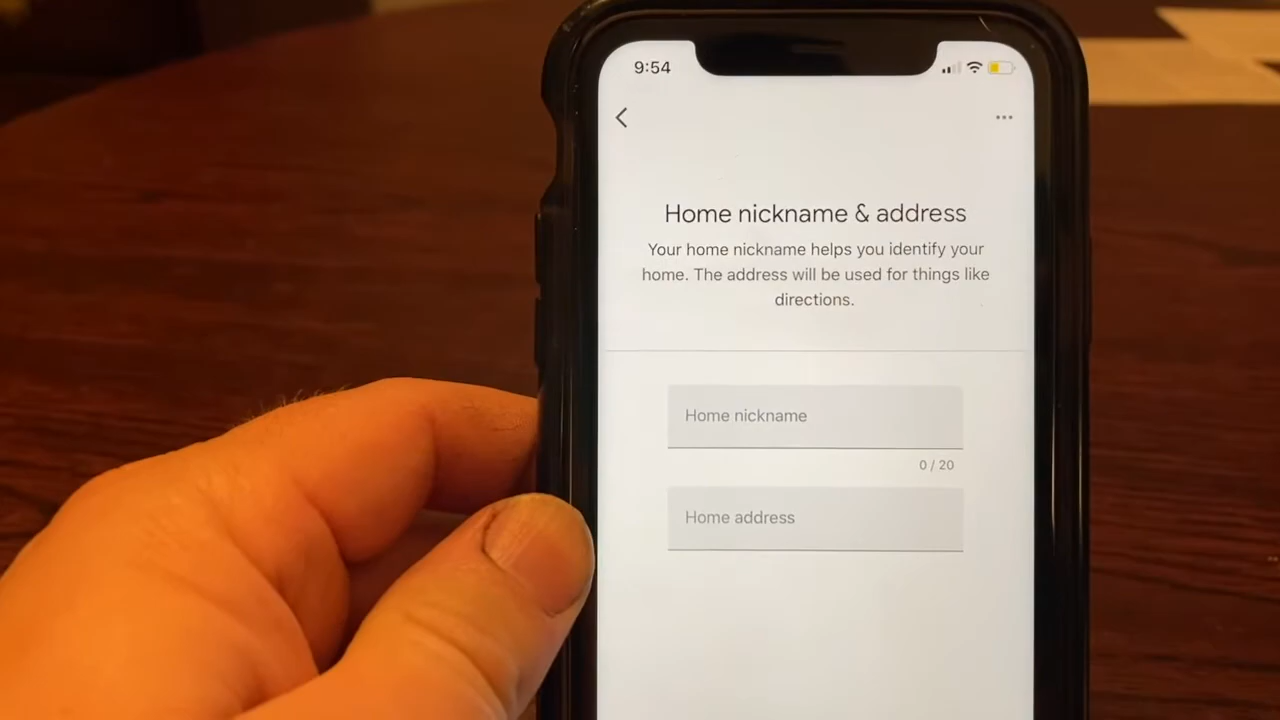 9:54
Home nickname & address
Your home nickname helps you identify your
home. The address will be used for things like
directions.
Home nickname
0 / 20
Home address